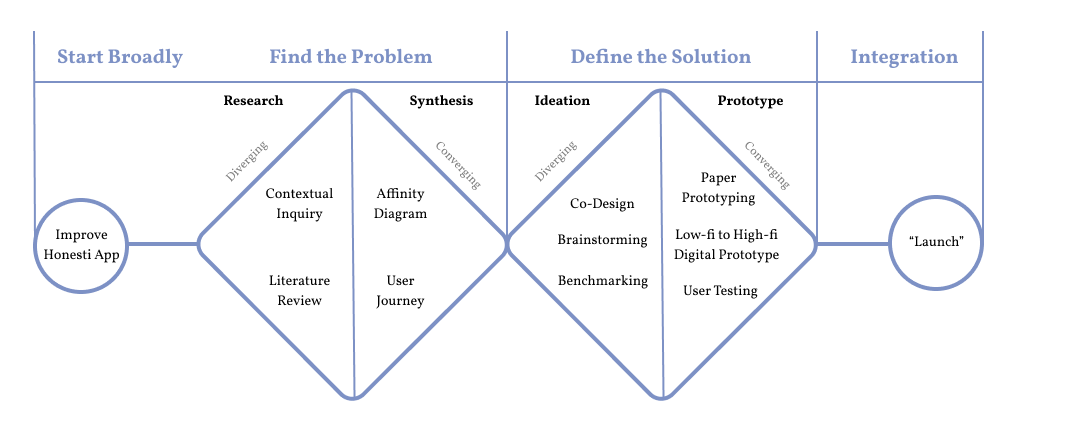 Start Broadly
Find the Problem
Define the Solution
Integration
Research
Synthesis
Ideation
Prototype
Diverging
Converging
Diverging
Converging
Improve
Honesti App
Contextual
Inquiry
Literature
Review
Affinity
Diagram
User
Journey
Co-Design
Brainstorming
Benchmarking
Paper
Prototyping
Low-fi to High-fi
Digital Prototype
User Testing
“Launch”